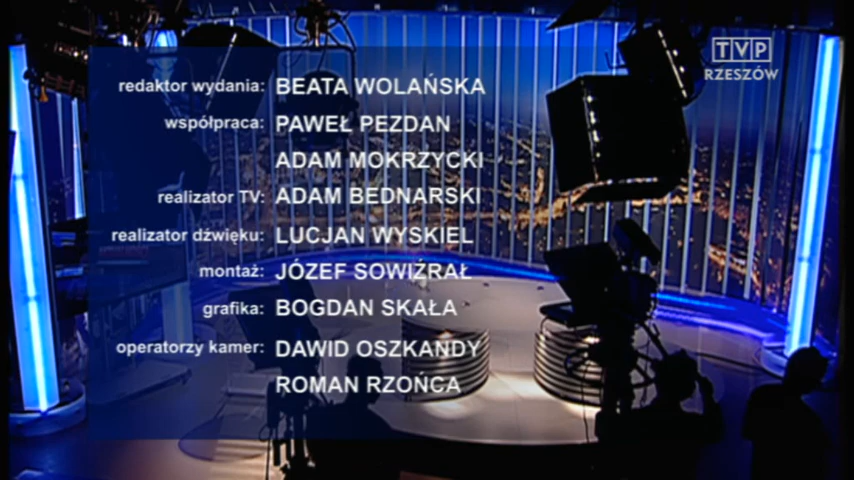 TVP
RZESZÓW
redaktor wydania: BEATA WOLAŃSKA
współpraca: PAWEŁ PEZDAN
ADAM MOKRZYCKI
realizator TV: ADAM BEDNARSKI
realizator dźwięku: LUCJAN WYSKIEL
montaż: JÓZEF SOWIŹRAŁ
grafika: BOGDAN SKAŁA
operatorzy kamer: DAWID OSZKANDY
ROMAN RZOŃCA